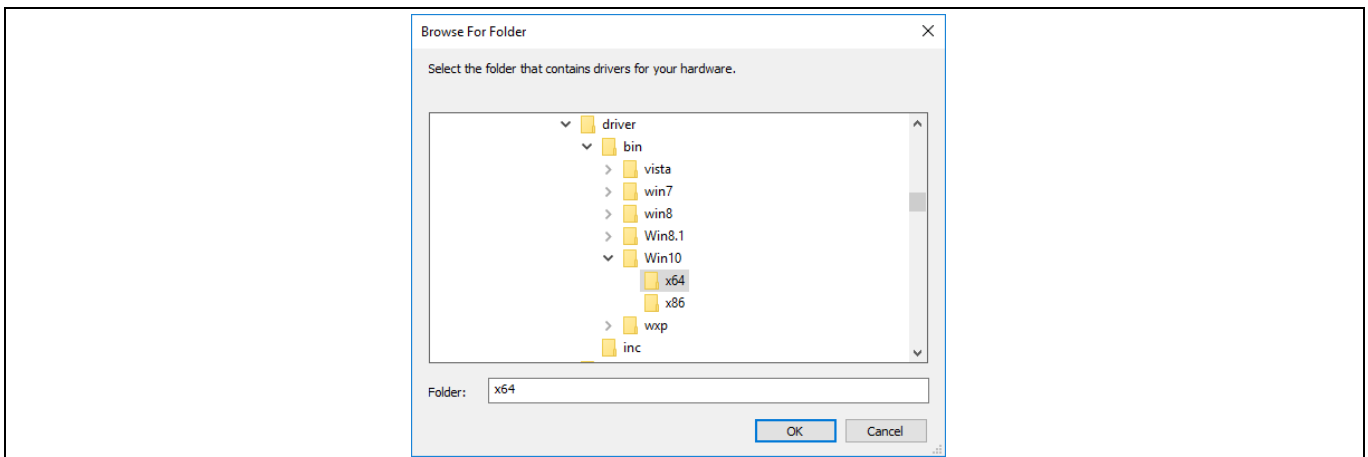 Browse For Folder
Select the folder that contains drivers for your hardware.
driver
bin
vista
win7
win8
Win8.1
Win10
x64
x86
wxp
inc
Folder: x64
OK Cancel